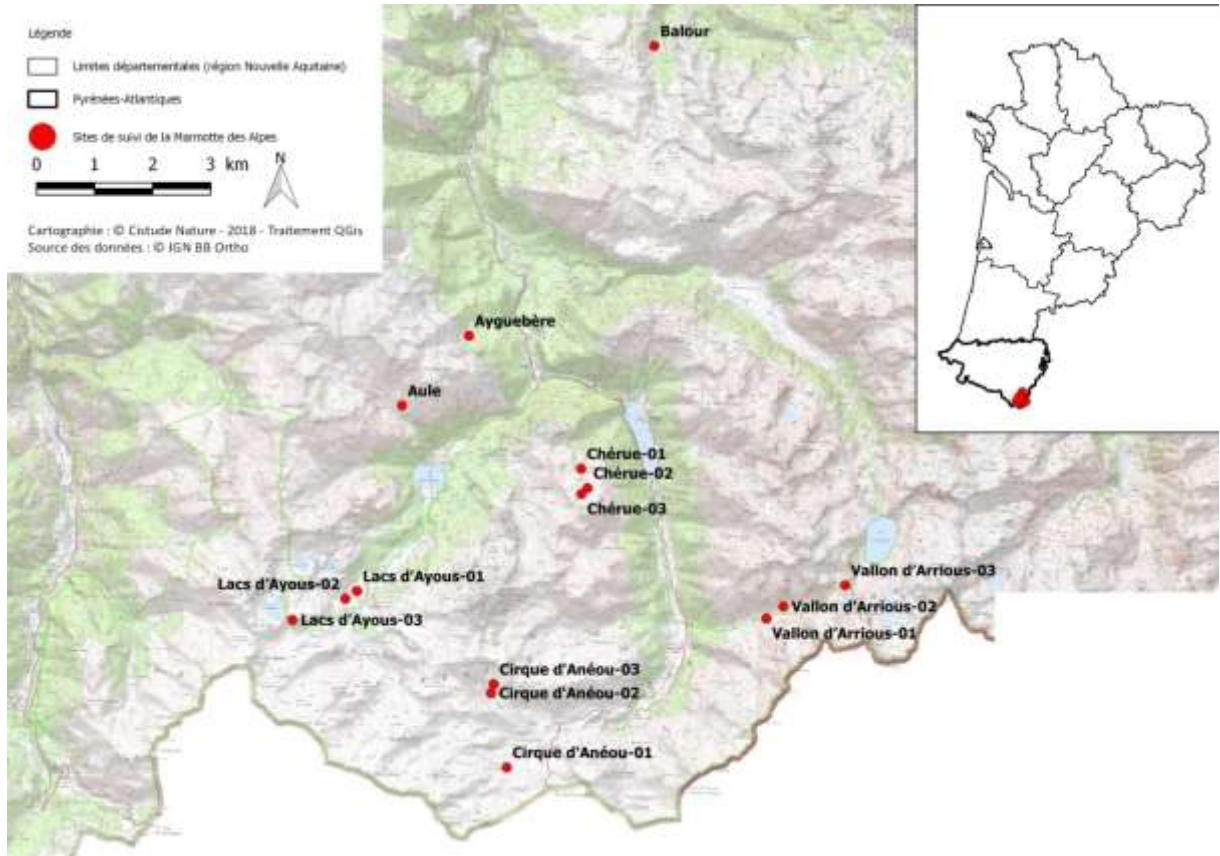 Légende
Limites départementales (région Nouvelle Aquitaine)
Pyrénées-Atlantiques
Sites de suivi de la Marmotte des Alpes
0 1 2 3 km
N
Cartographie : © Cistude Nature - 2018 - Traitement QGis
Source des données : © IGN BB Ortho
Balour
Ayguebère
Aule
Chérue-01
Chérue-02
Chérue-03
Lacs d'Ayous-01
Lacs d'Ayous-02
Lacs d'Ayous-03
Vallon d'Arrious-03
Vallon d'Arrious-02
Vallon d'Arrious-01
Cirque d'Anéou-03
Cirque d'Anéou-02
Cirque d'Anéou-01